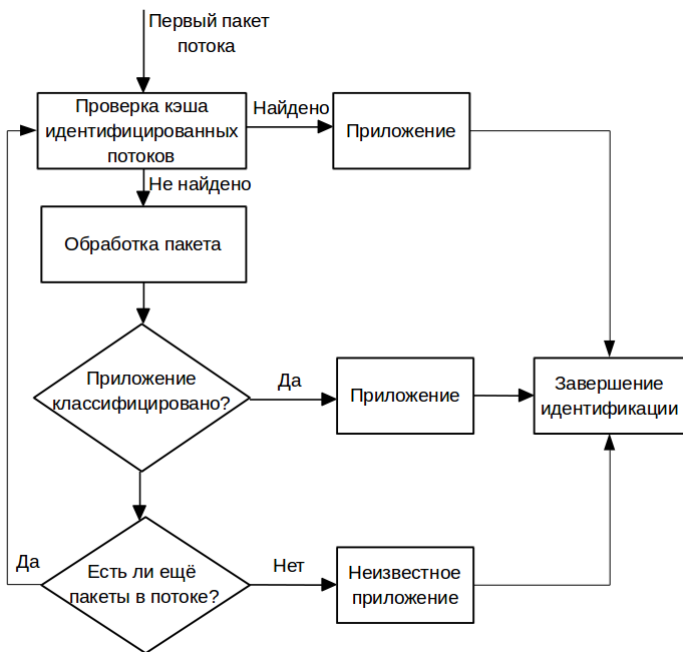 Первый пакет
потока
Проверка кэша
идентифицированных
потоков
Найдено
Приложение
Не найдено
Обработка пакета
Приложение
классифицировано?
Да
Приложение
Завершение
идентификации
Да
Есть ли ещё
пакеты в потоке?
Нет
Неизвестное
приложение